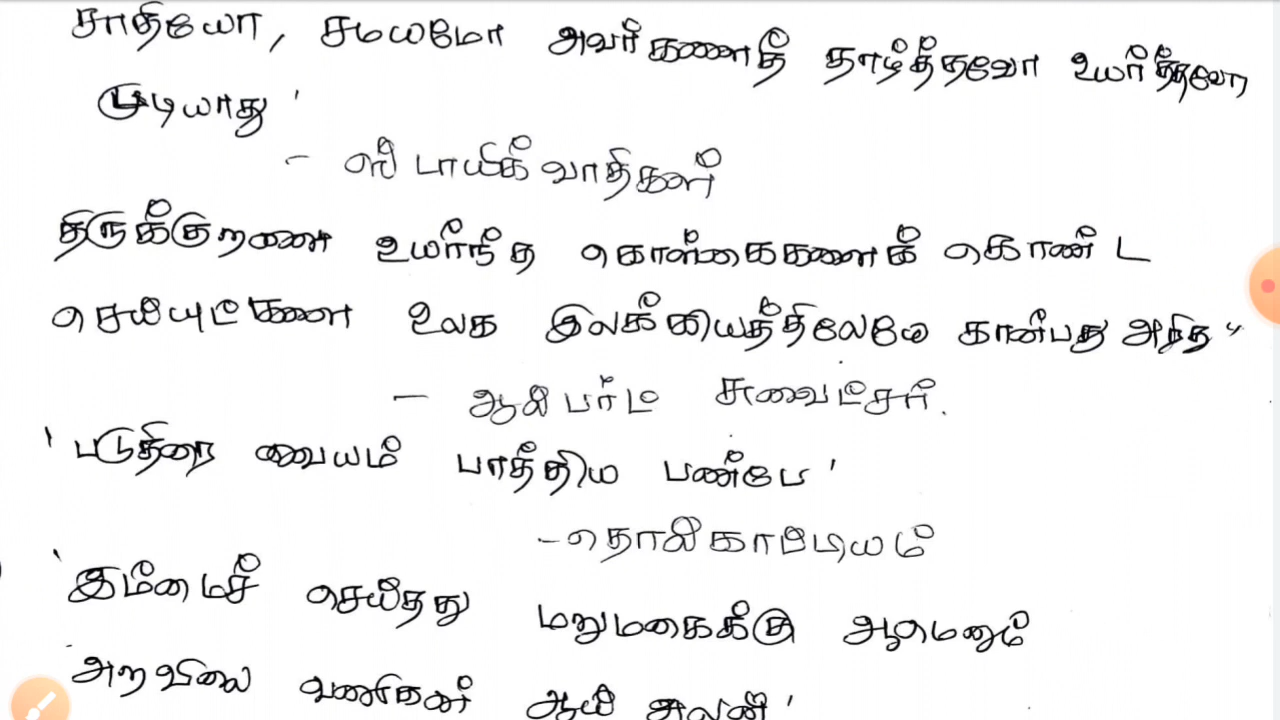 சாதியோ, சமயமோ அவர்களைத் தாழ்த்தவோ உயர்த்தவோ
முடியாது'
- ஸ்டாயிக்வாதிகள்
திருக்குறளை உயர்ந்த கொள்கைகளைக் கொண்ட
செய்யுட்களை உலக இலக்கியத்திலேயே காண்பது அரிது"
- ஆல்பர்ட் சுவைட்சர்.
'படுதிரை வையம் பாத்திய பண்பே'
- தொல்காப்பியம்
'இம்மைச் செய்தது மறுமைக்கு ஆமெனும்
அறவிலை வணிகன் ஆய் அலன்'